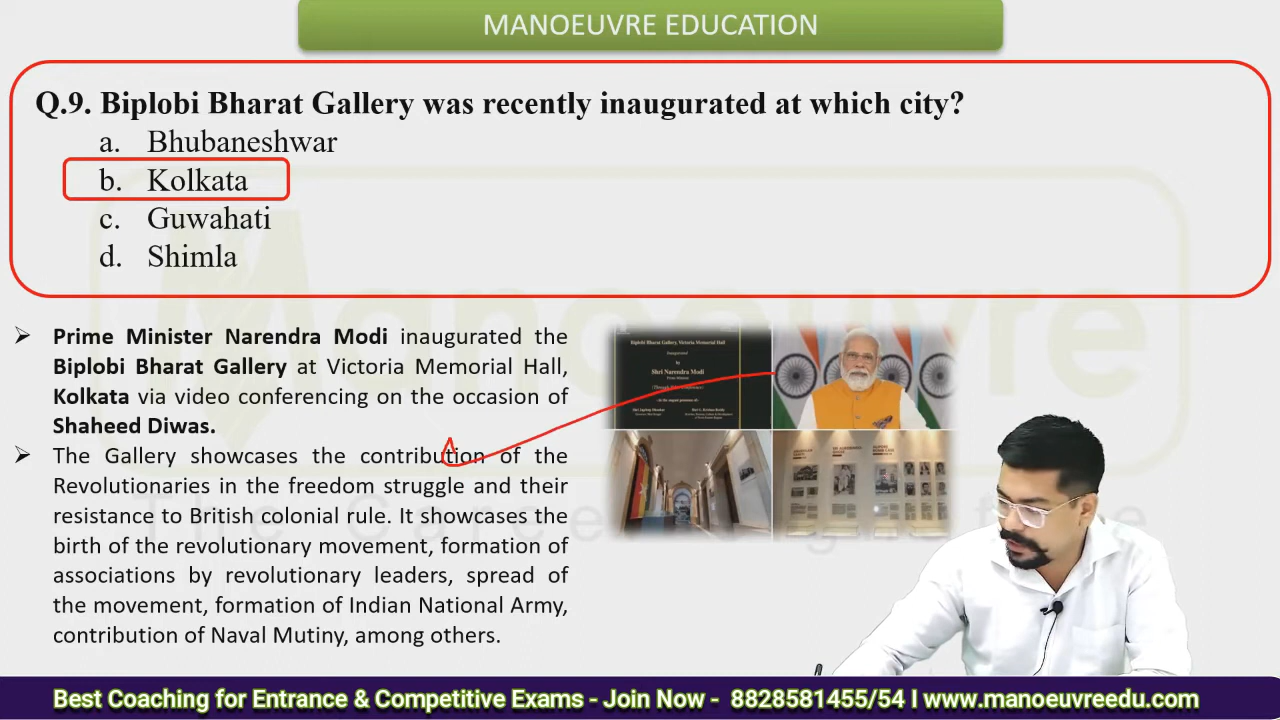 MANOEUVRE EDUCATION
Q.9. Biplobi Bharat Gallery was recently inaugurated at which city?
a. Bhubaneshwar
b. Kolkata
c. Guwahati
d. Shimla
➢ Prime Minister Narendra Modi inaugurated the
Biplobi Bharat Gallery at Victoria Memorial Hall,
Kolkata via video conferencing on the occasion of
Shaheed Diwas.
➢ The Gallery showcases the contribution of the
Revolutionaries in the freedom struggle and their
resistance to British colonial rule. It showcases the
birth of the revolutionary movement, formation of
associations by revolutionary leaders, spread of
the movement, formation of Indian National Army,
contribution of Naval Mutiny, among others.
Biplobi Bharat Gallery, Victoria Memorial Hall
Inaugurated
by
Shri Narendra Modi
Prime Minister
Manoeuvre
Best Coaching for Entrance & Competitive Exams - Join Now - 8828581455/54 I www.manoeuvreedu.com